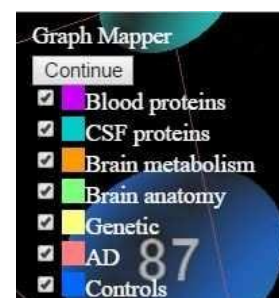 Graph Mapper
Continue
Blood proteins
CSF proteins
Brain metabolism
Brain anatomy
Genetic
AD
87
Controls